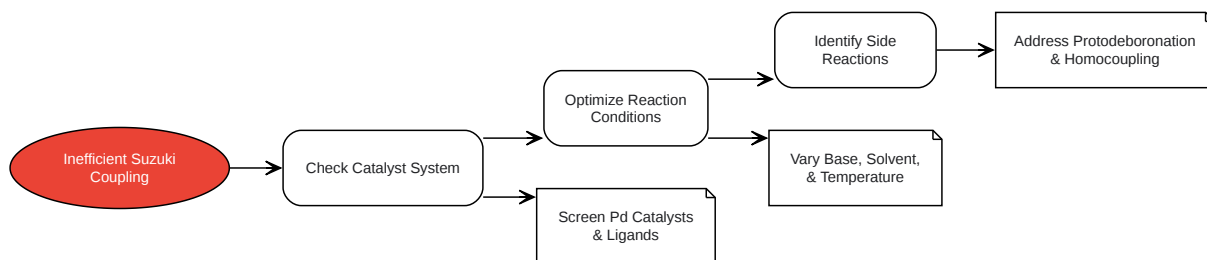 Inefficient Suzuki
Coupling
Check Catalyst System
Optimize Reaction
Conditions
Screen Pd Catalysts
& Ligands
Identify Side
Reactions
Vary Base, Solvent,
& Temperature
Address Protodeboronation
& Homocoupling